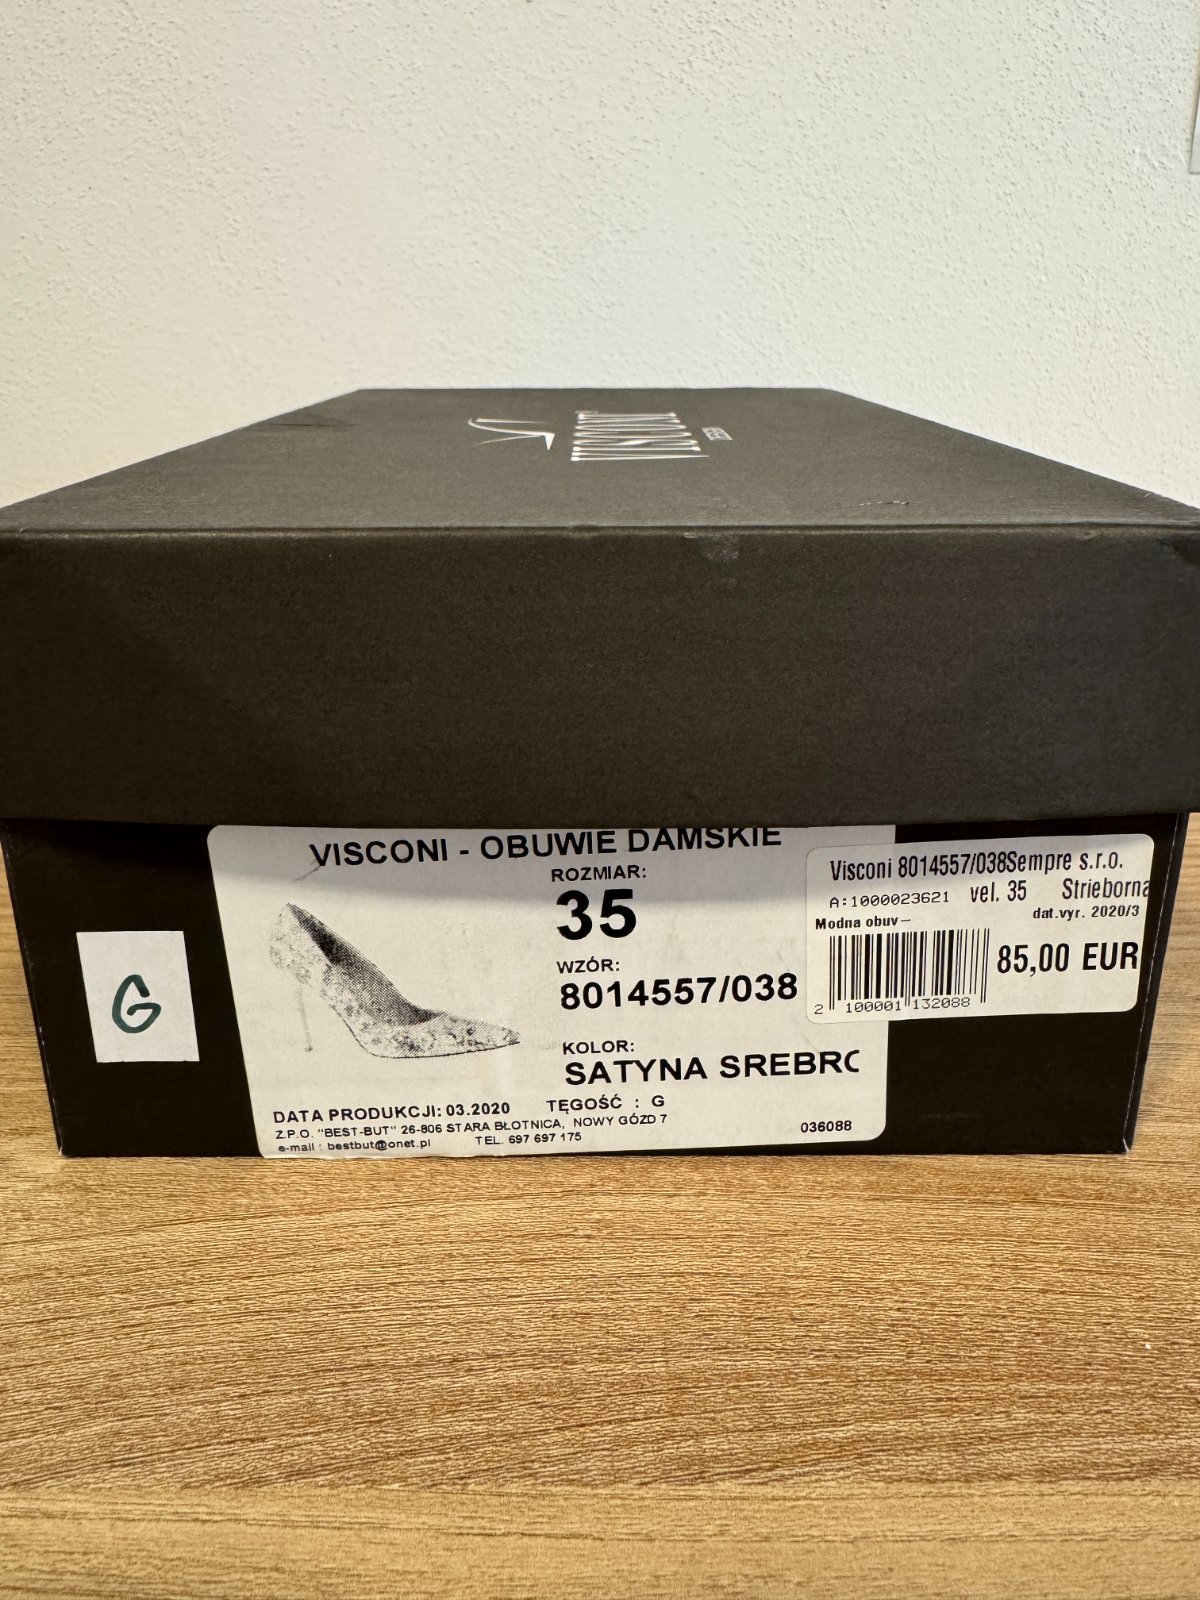 VISCONI
VISCONI - OBUWIE DAMSKIE
ROZMIAR:
35
WZÓR:
8014557/038
KOLOR:
SATYNA SREBRO
DATA PRODUKCJI: 03.2020 TĘGOŚĆ : G
Z.P.O. "BEST-BUT" 26-806 STARA BŁOTNICA, NOWY GÓZD 7
e-mail : bestbut@onet.pl TEL. 697 697 175
036088
G
Visconi 8014557/038Sempre s.r.o.
A:1000023621 vel. 35 Strieborna
Modna obuv- dat.vyr. 2020/3
85,00 EUR
2 100001 132088